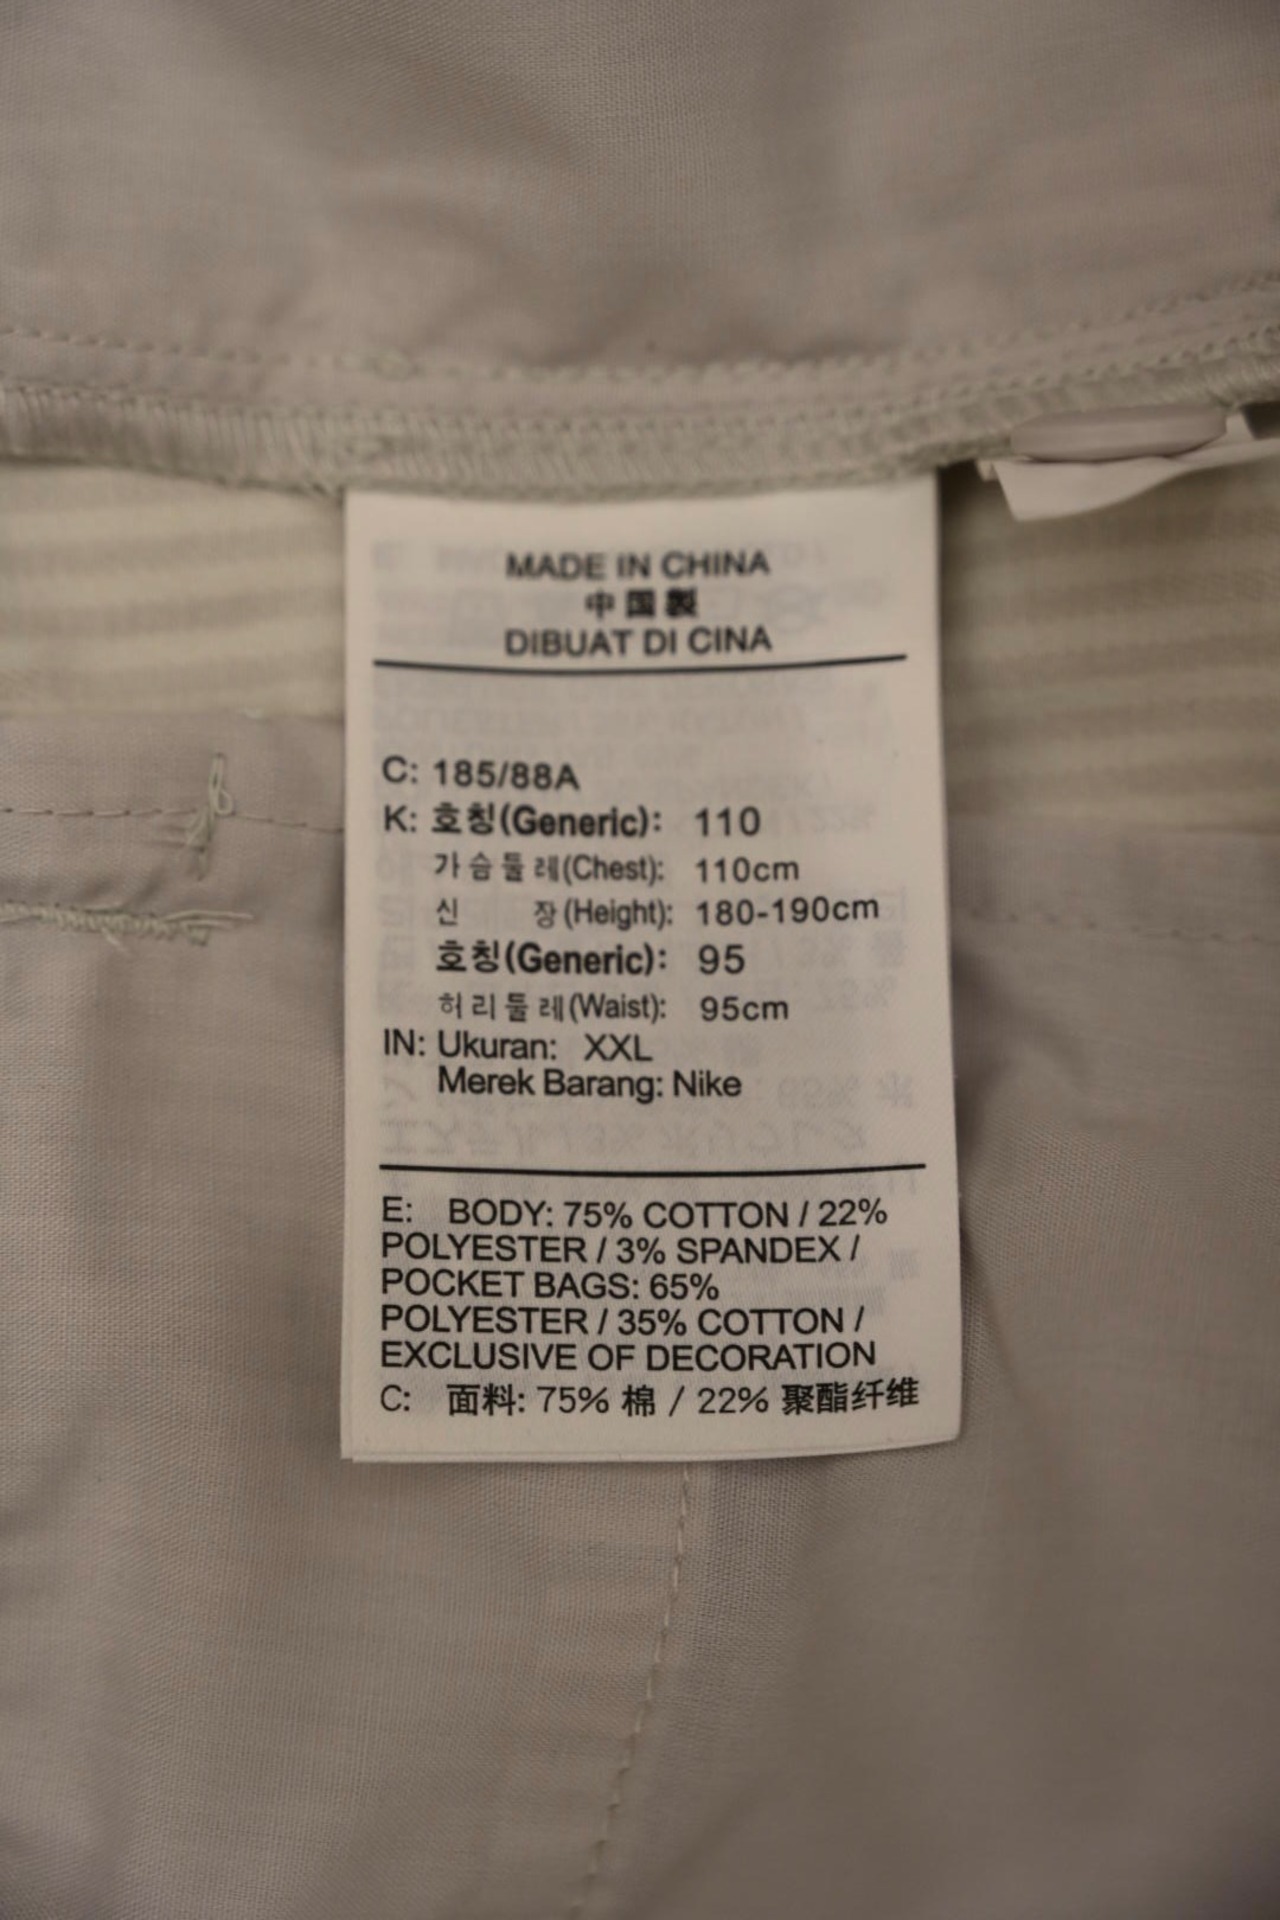 MADE IN CHINA
中国製
DIBUAT DI CINA
C: 185/88A
K: 호칭(Generic): 110
가슴둘레(Chest): 110cm
신 장(Height): 180-190cm
호칭(Generic): 95
허리둘레(Waist): 95cm
IN: Ukuran: XXL
Merek Barang: Nike
E: BODY: 75% COTTON / 22%
POLYESTER / 3% SPANDEX /
POCKET BAGS: 65%
POLYESTER / 35% COTTON /
EXCLUSIVE OF DECORATION
C: 面料: 75% 棉 / 22% 聚酯纤维